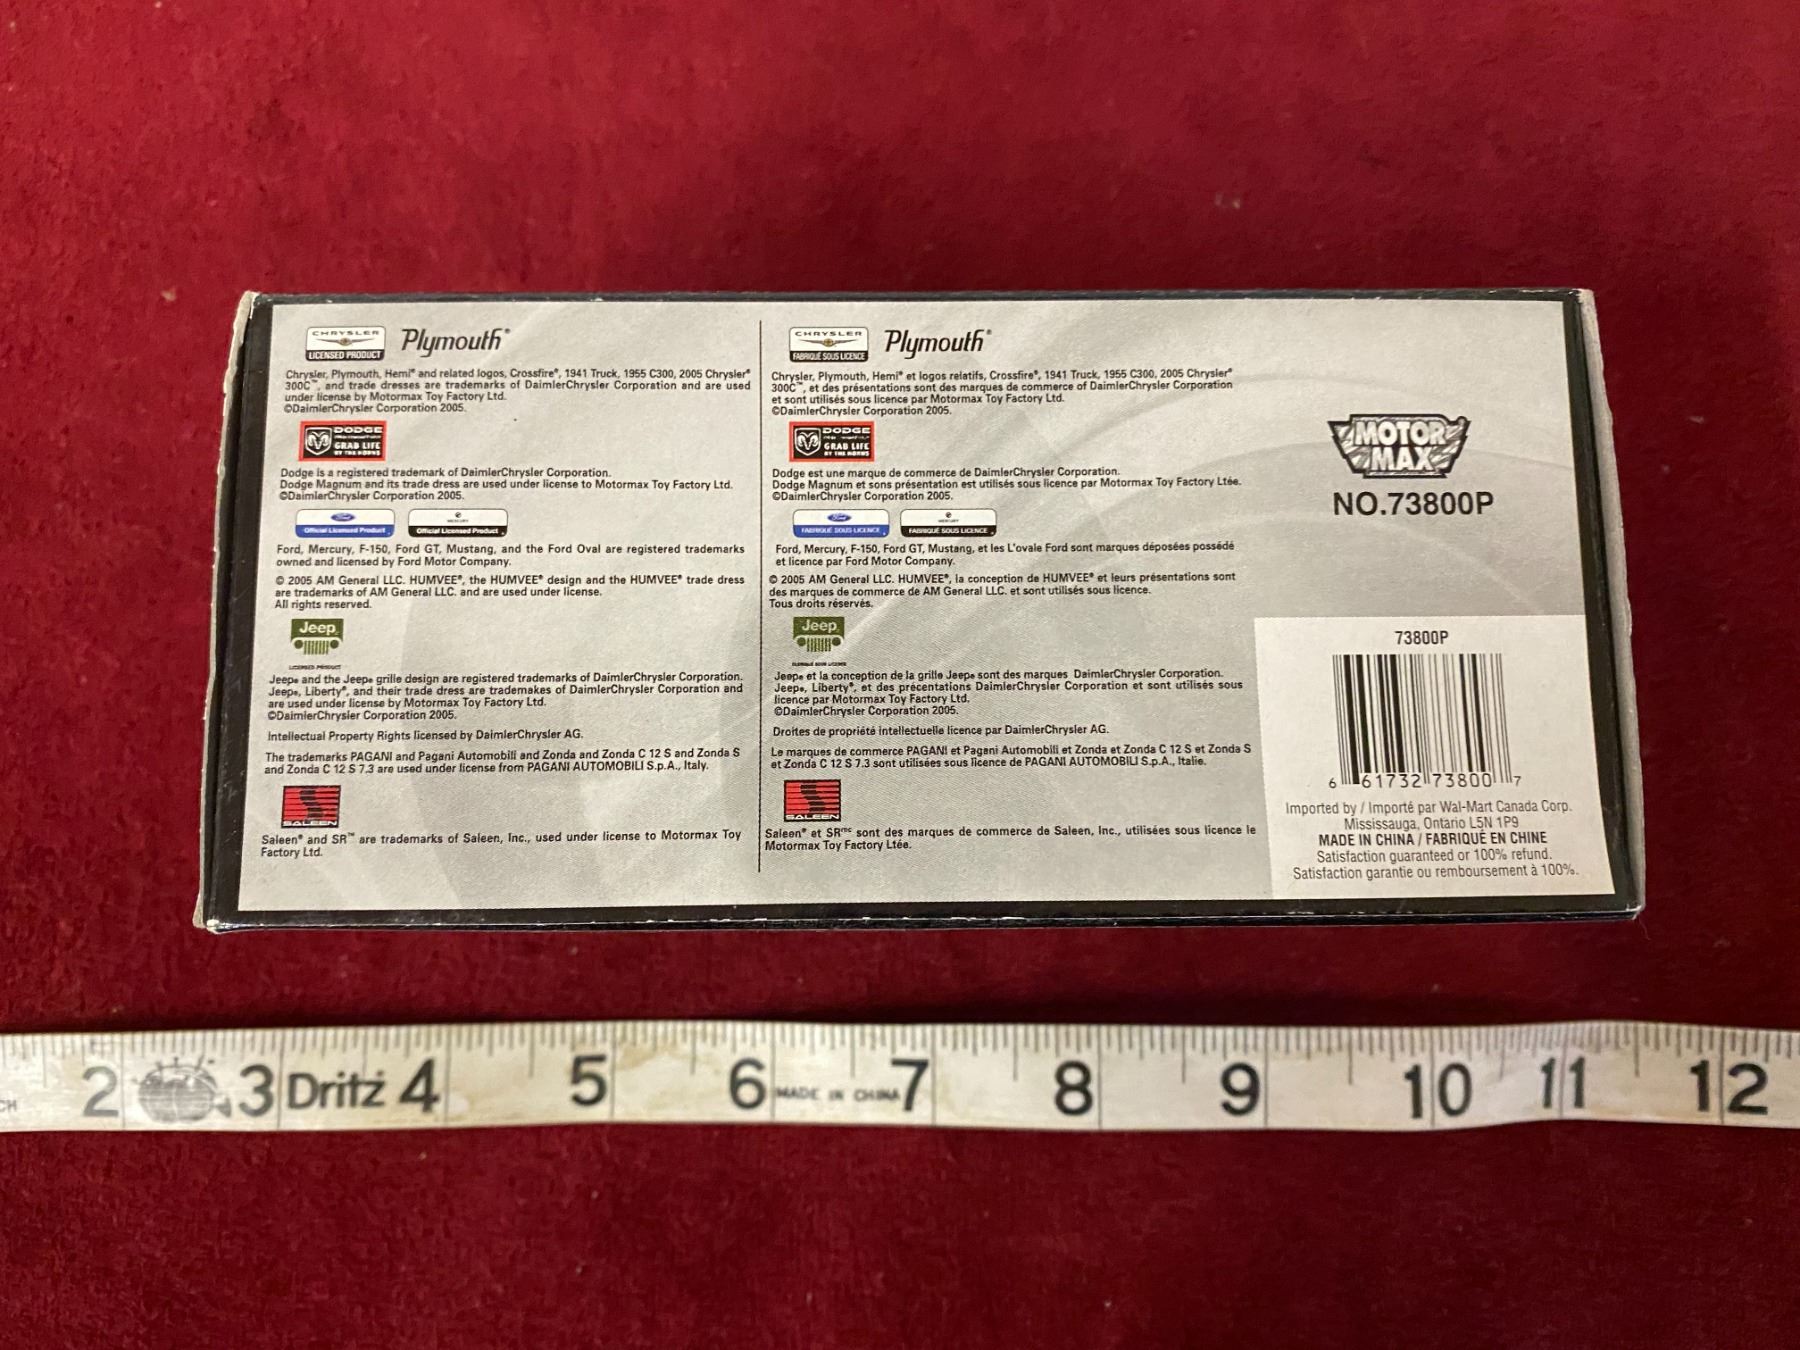 CHRYSLER
LICENSED PRODUCT
Plymouth®
Chrysler, Plymouth, Hemi® and related logos, Crossfire®, 1941 Truck, 1955 C300, 2005 Chrysler®
300C™, and trade dresses are trademarks of DaimlerChrysler Corporation and are used
under license by Motormax Toy Factory Ltd.
©DaimlerChrysler Corporation 2005.
DODGE
GRAB LIFE
BY THE HORNS
Dodge is a registered trademark of DaimlerChrysler Corporation.
Dodge Magnum and its trade dress are used under license to Motormax Toy Factory Ltd.
©DaimlerChrysler Corporation 2005.
Ford
Official Licensed Product
MERCURY
Official Licensed Product
Ford, Mercury, F-150, Ford GT, Mustang, and the Ford Oval are registered trademarks
owned and licensed by Ford Motor Company.
© 2005 AM General LLC. HUMVEE®, the HUMVEE® design and the HUMVEE® trade dress
are trademarks of AM General LLC. and are used under license.
All rights reserved.
Jeep
LICENSED PRODUCT
Jeep® and the Jeep® grille design are registered trademarks of DaimlerChrysler Corporation.
Jeep®, Liberty®, and their trade dress are trademakes of DaimlerChrysler Corporation and
are used under license by Motormax Toy Factory Ltd.
©DaimlerChrysler Corporation 2005.
Intellectual Property Rights licensed by DaimlerChrysler AG.
The trademarks PAGANI and Pagani Automobili and Zonda and Zonda C 12 S and Zonda S
and Zonda C 12 S 7.3 are used under license from PAGANI AUTOMOBILI S.p.A., Italy.
SALEEN
Saleen® and SR™ are trademarks of Saleen, Inc., used under license to Motormax Toy
Factory Ltd.
CHRYSLER
FABRIQUÉ SOUS LICENCE
Plymouth®
Chrysler, Plymouth, Hemi® et logos relatifs, Crossfire®, 1941 Truck, 1955 C300, 2005 Chrysler®
300C™, et des présentations sont des marques de commerce of DaimlerChrysler Corporation
et sont utilisés sous licence par Motormax Toy Factory Ltd.
©DaimlerChrysler Corporation 2005.
DODGE
GRAB LIFE
BY THE HORNS
Dodge est une marque de commerce de DaimlerChrysler Corporation.
Dodge Magnum et sons présentation est utilisés sous licence par Motormax Toy Factory Ltée.
©DaimlerChrysler Corporation 2005.
Ford
FABRIQUÉ SOUS LICENCE
MERCURY
FABRIQUÉ SOUS LICENCE
Ford, Mercury, F-150, Ford GT, Mustang, et les L'ovale Ford sont marques déposées possédé
et licence par Ford Motor Company.
© 2005 AM General LLC. HUMVEE®, la conception de HUMVEE® et leurs présentations sont
des marques de commerce de AM General LLC. et sont utilisés sous licence.
Tous droits réservés.
Jeep
Jeep® et la conception de la grille Jeep® sont des marques DaimlerChrysler Corporation.
Jeep®, Liberty®, et des précentations DaimlerChrysler Corporation et sont utilisés sous
licence par Motormax Toy Factory Ltd.
©DaimlerChrysler Corporation 2005.
Droites de propriété intellectuelle licence par DaimlerChrysler AG.
Le marques de commerce PAGANI et Pagani Automobili et Zonda et Zonda C 12 S et Zonda S
et Zonda C 12 S 7.3 sont utilisées sous licence de PAGANI AUTOMOBILI S.p.A., Italie.
SALEEN
Saleen® et SRmc sont des marques de commerce de Saleen, Inc., utilisées sous licence le
Motormax Toy Factory Ltée.
MOTOR
MAX
NO.73800P
73800P
6 61732 73800 7
Imported by / Importé par Wal-Mart Canada Corp.
Mississauga, Ontario L5N 1P9
MADE IN CHINA / FABRIQUÉ EN CHINE
Satisfaction guaranteed or 100% refund.
Satisfaction garantie ou remboursement à 100%.
2 3 Dritz 4 5 6 MADE IN CHINA 7 8 9 10 11 12